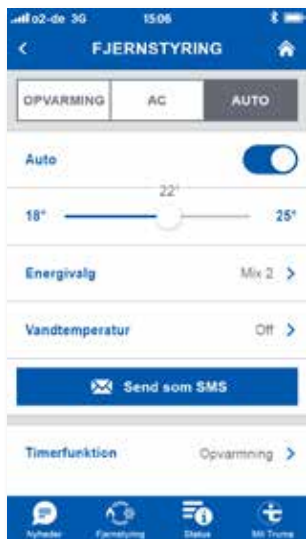 o2-de 3G 15:06
FJERNSTYRING
OPVARMING AC AUTO
Auto
22°
18° 25°
Energivalg Mix 2
Vandtemperatur Off
Send som SMS
Timerfunktion Opvarmning
Nyheder Fjernstyring Status Mit Truma